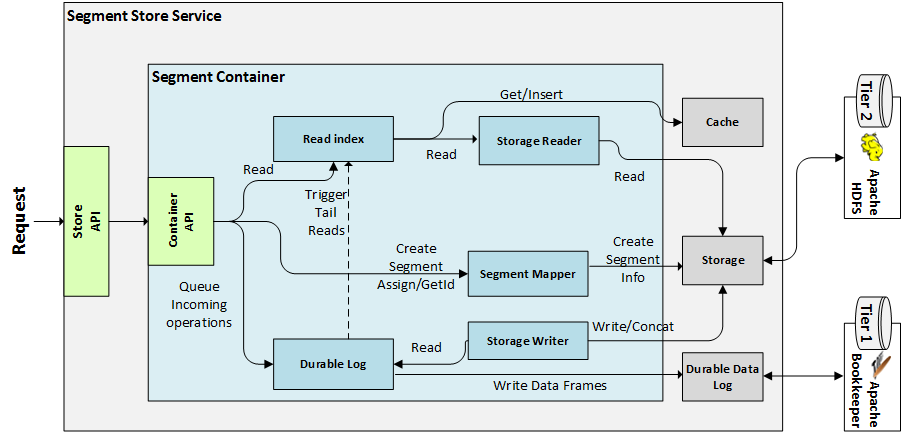 Segment Store Service
Segment Container
Get/Insert
Read index
Cache
Storage Reader
Read
Read
Read
Trigger
Tail
Reads
Tier 2
Apache
HDFS
Request
Store
API
Container
API
Create
Segment
Assign/GetId
Segment Mapper
Create
Segment
Info
Storage
Queue
Incoming
operations
Storage Writer
Write/Concat
Read
Durable Log
Write Data Frames
Durable Data
Log
Tier 1
Apache
Bookkeeper